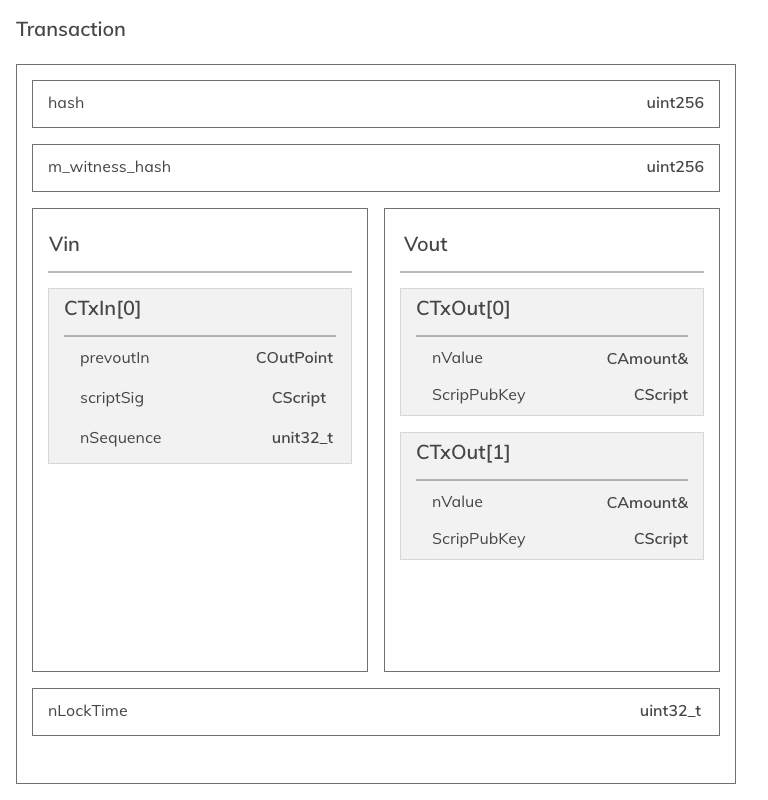 Transaction
hash uint256
m_witness_hash uint256
Vin
CTxIn[0]
prevoutIn COutPoint
scriptSig CScript
nSequence unit32_t
Vout
CTxOut[0]
nValue CAmount&
ScripPubKey CScript
CTxOut[1]
nValue CAmount&
ScripPubKey CScript
nLockTime uint32_t